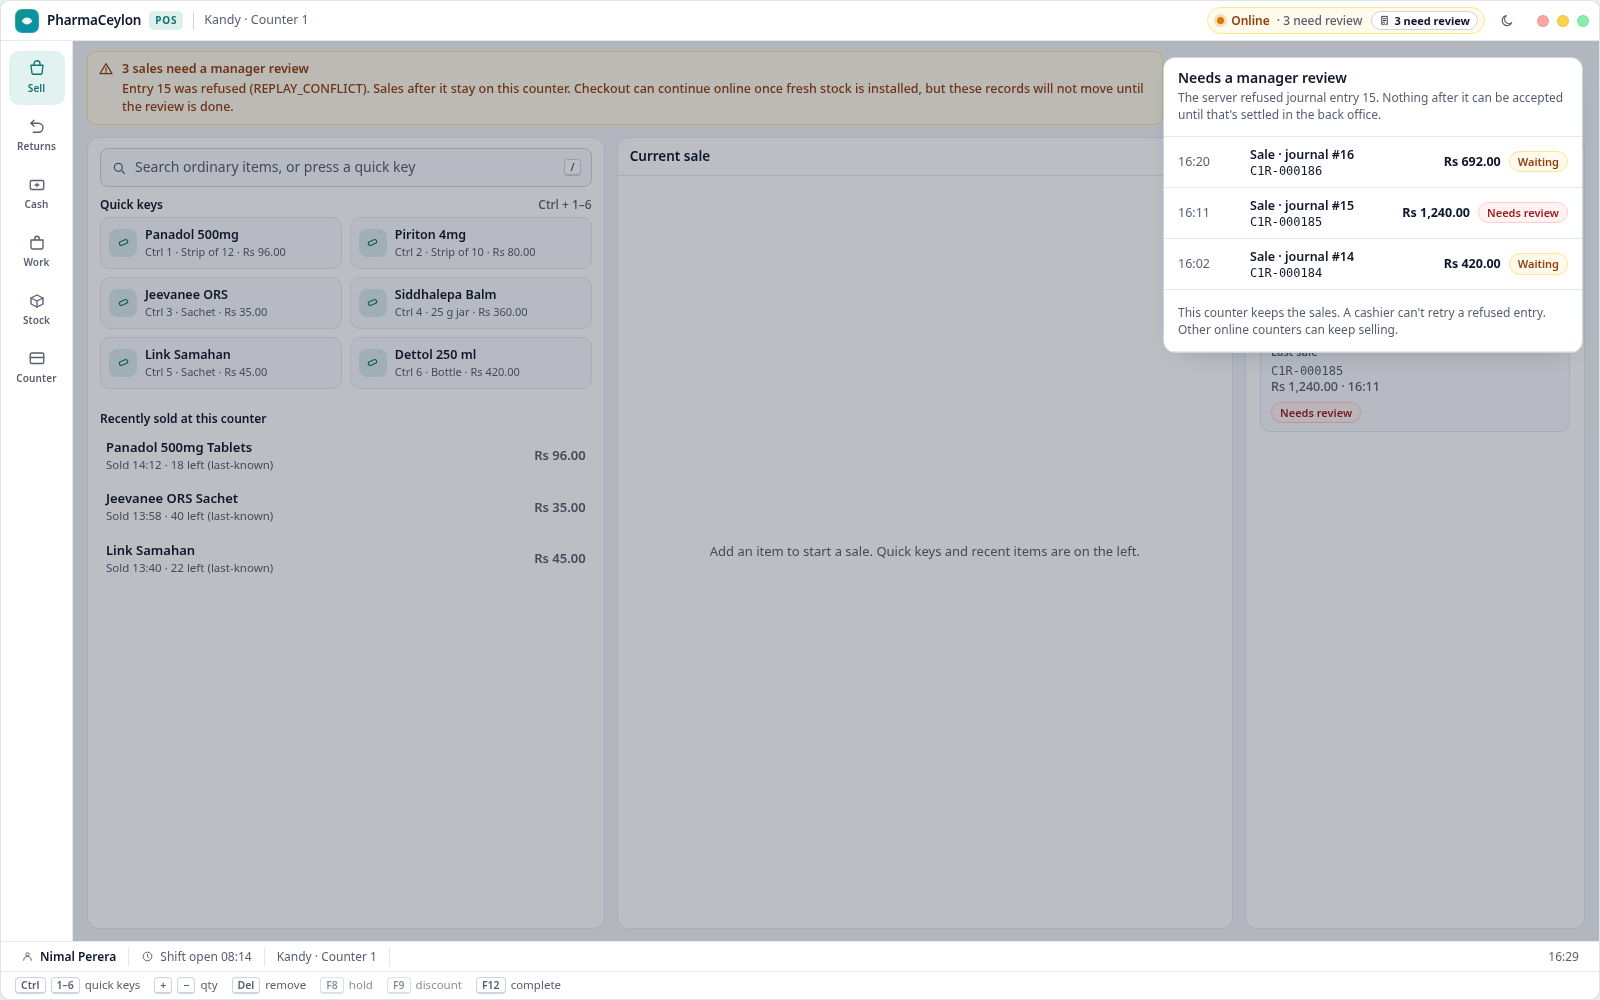 PharmaCeylon POS Kandy · Counter 1
Online · 3 need review 3 need review
Sell
Returns
Cash
Work
Stock
Counter
3 sales need a manager review
Entry 15 was refused (REPLAY_CONFLICT). Sales after it stay on this counter. Checkout can continue online once fresh stock is installed, but these records will not move until
the review is done.
Search ordinary items, or press a quick key /
Quick keys Ctrl + 1–6
Panadol 500mg
Ctrl 1 · Strip of 12 · Rs 96.00
Piriton 4mg
Ctrl 2 · Strip of 10 · Rs 80.00
Jeevanee ORS
Ctrl 3 · Sachet · Rs 35.00
Siddhalepa Balm
Ctrl 4 · 25 g jar · Rs 360.00
Link Samahan
Ctrl 5 · Sachet · Rs 45.00
Dettol 250 ml
Ctrl 6 · Bottle · Rs 420.00
Recently sold at this counter
Panadol 500mg Tablets
Sold 14:12 · 18 left (last-known)
Rs 96.00
Jeevanee ORS Sachet
Sold 13:58 · 40 left (last-known)
Rs 35.00
Link Samahan
Sold 13:40 · 22 left (last-known)
Rs 45.00
Current sale
Add an item to start a sale. Quick keys and recent items are on the left.
Needs a manager review
The server refused journal entry 15. Nothing after it can be accepted
until that's settled in the back office.
16:20 Sale · journal #16 Rs 692.00 Waiting
C1R-000186
16:11 Sale · journal #15 Rs 1,240.00 Needs review
C1R-000185
16:02 Sale · journal #14 Rs 420.00 Waiting
C1R-000184
This counter keeps the sales. A cashier can't retry a refused entry.
Other online counters can keep selling.
Last sale
C1R-000185
Rs 1,240.00 · 16:11
Needs review
Nimal Perera Shift open 08:14 Kandy · Counter 1 16:29
Ctrl 1–6 quick keys + − qty Del remove F8 hold F9 discount F12 complete